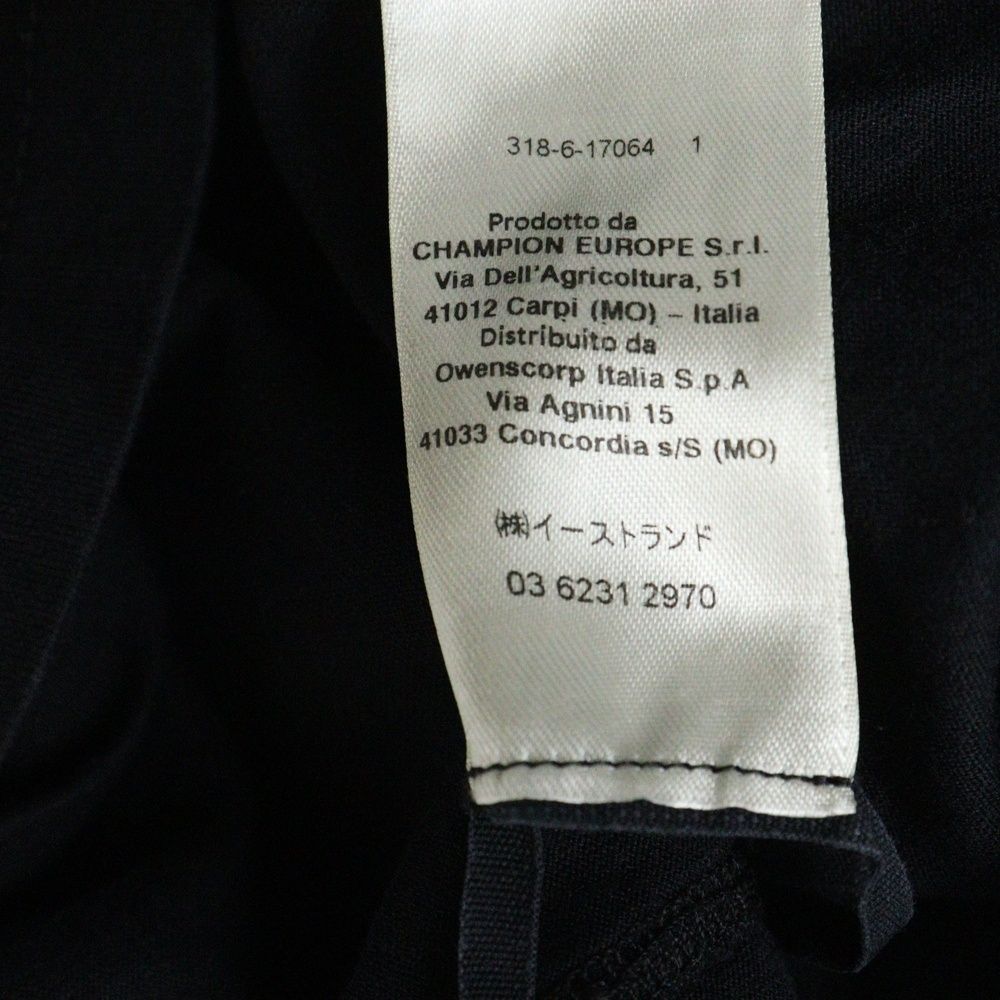 318-6-17064 1
Prodotto da
CHAMPION EUROPE S.r.l.
Via Dell'Agricoltura, 51
41012 Carpi (MO) – Italia
Distribuito da
Owenscorp Italia S.p.A
Via Agnini 15
41033 Concordia s/S (MO)
㈱イーストランド
03 6231 2970